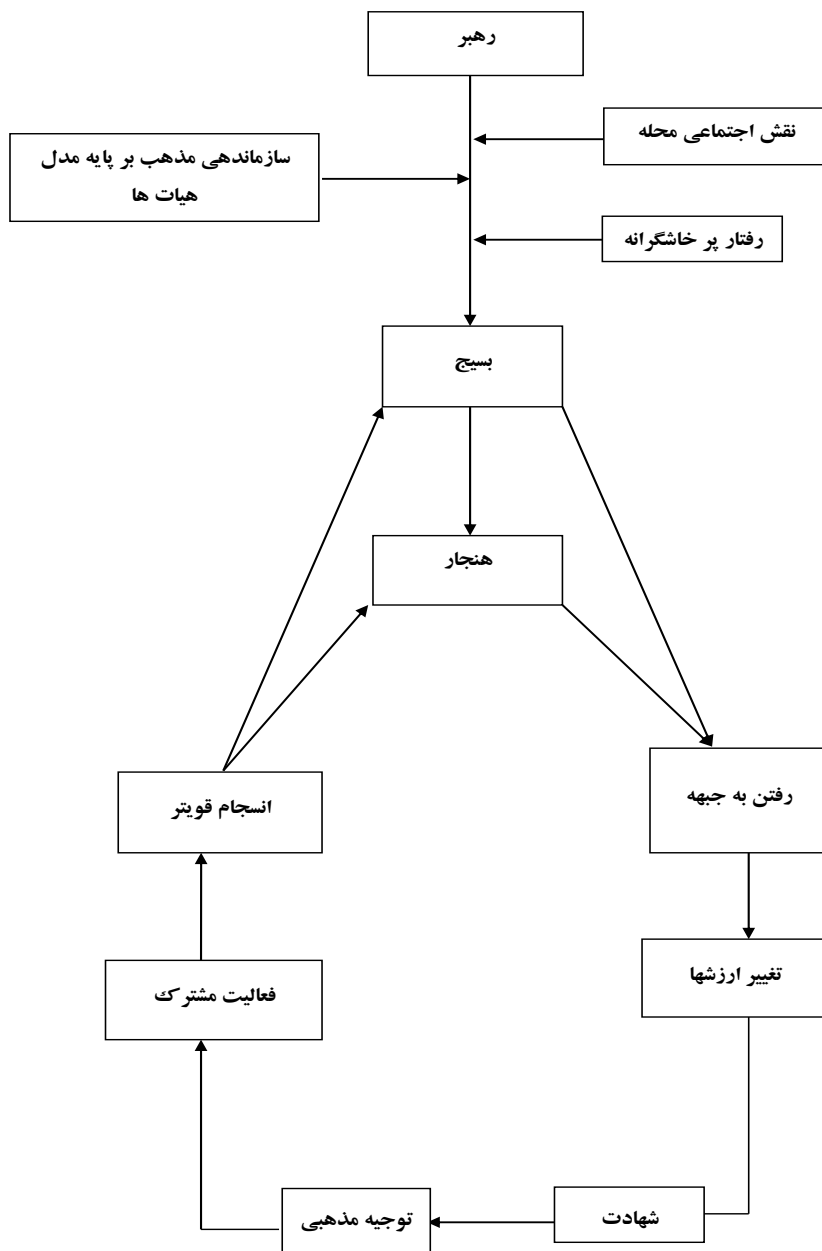 رهبر
نقش اجتماعی محله
سازماندهی مذهب بر پایه مدل
هیات ها
رفتار پر خاشگرانه
بسیج
هنجار
رفتن به جبهه
انسجام قویتر
تغییر ارزشها
فعالیت مشترک
شهادت
توجیه مذهبی